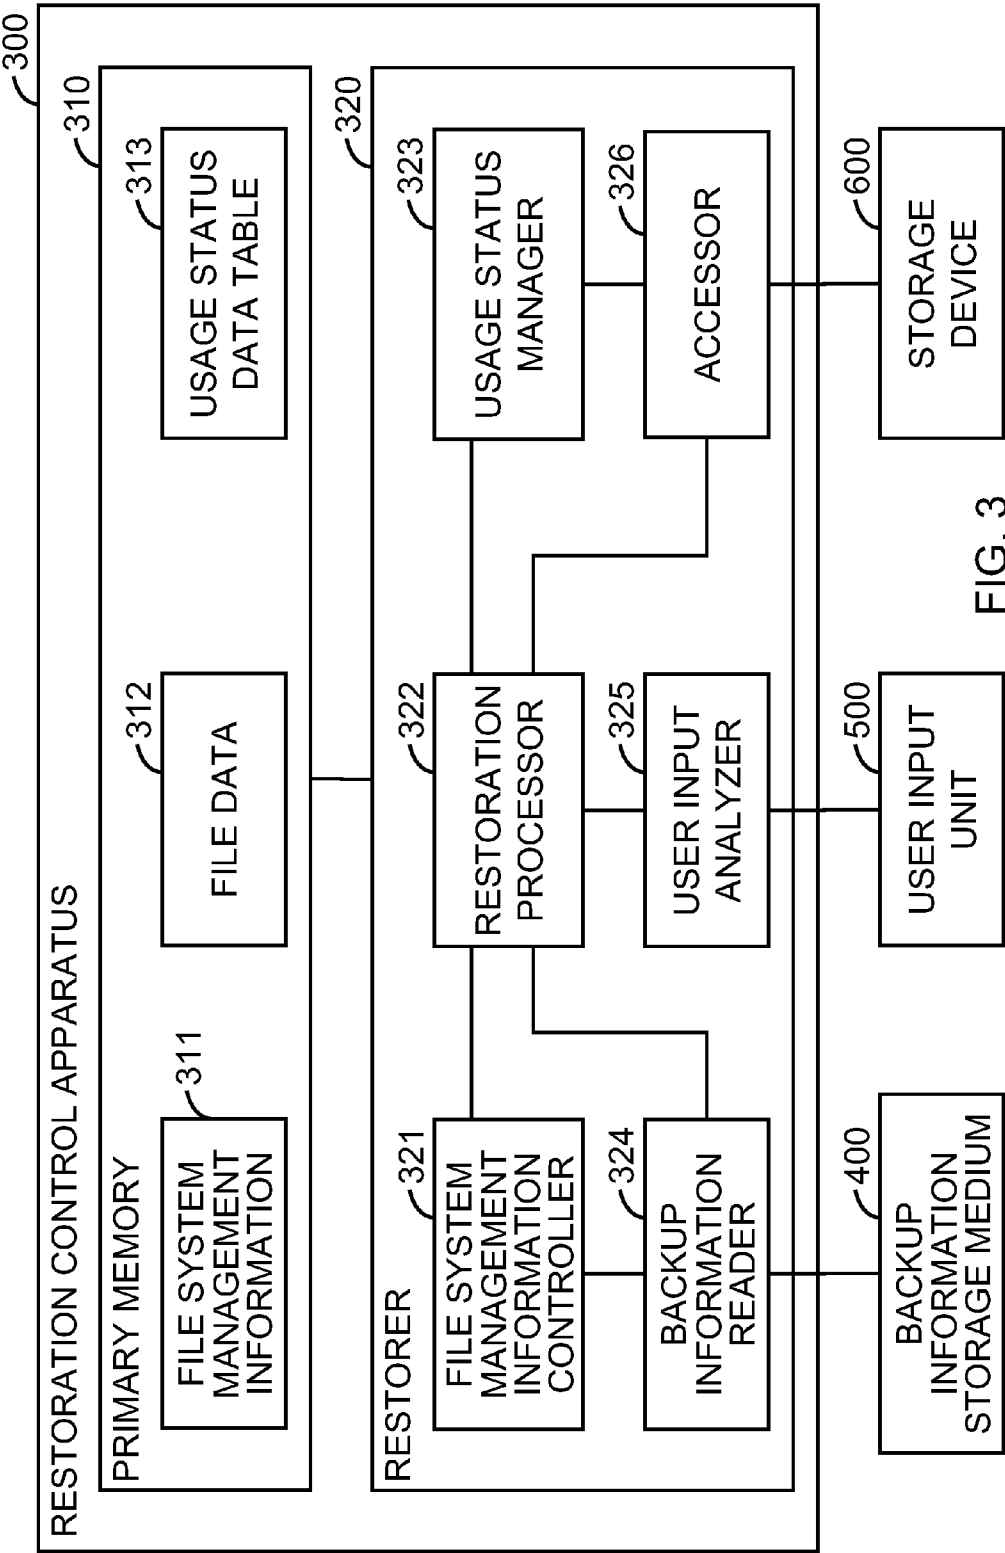 300
RESTORATION CONTROL APPARATUS
310
PRIMARY MEMORY
311
FILE SYSTEM
MANAGEMENT
INFORMATION
312
FILE DATA
313
USAGE STATUS
DATA TABLE
320
RESTORER
321
FILE SYSTEM
MANAGEMENT
INFORMATION
CONTROLLER
322
RESTORATION
PROCESSOR
323
USAGE STATUS
MANAGER
324
BACKUP
INFORMATION
READER
325
USER INPUT
ANALYZER
326
ACCESSOR
400
BACKUP
INFORMATION
STORAGE MEDIUM
500
USER INPUT
UNIT
600
STORAGE
DEVICE
FIG. 3